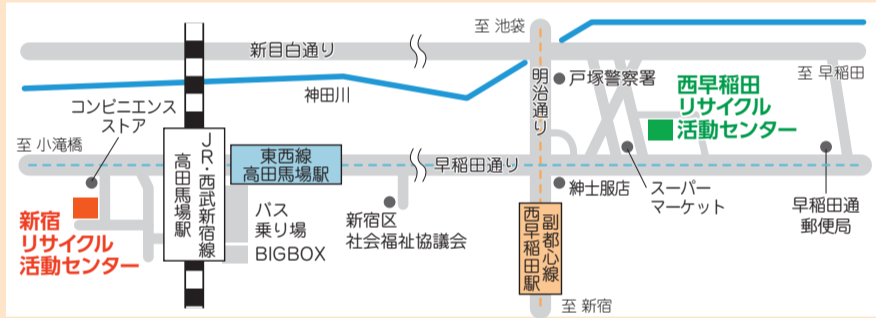 至 池袋
新目白通り
至 早稲田
明治通り
戸塚警察署
西早稲田
リサイクル
活動センター
神田川
コンビニエンス
ストア
至 小滝橋
JR・西武新宿線
高田馬場駅
東西線
高田馬場駅
早稲田通り
新宿
リサイクル
活動センター
バス
乗り場
BIGBOX
新宿区
社会福祉協議会
紳士服店
スーパー
マーケット
早稲田通
郵便局
副都心線
西早稲田駅
至 新宿